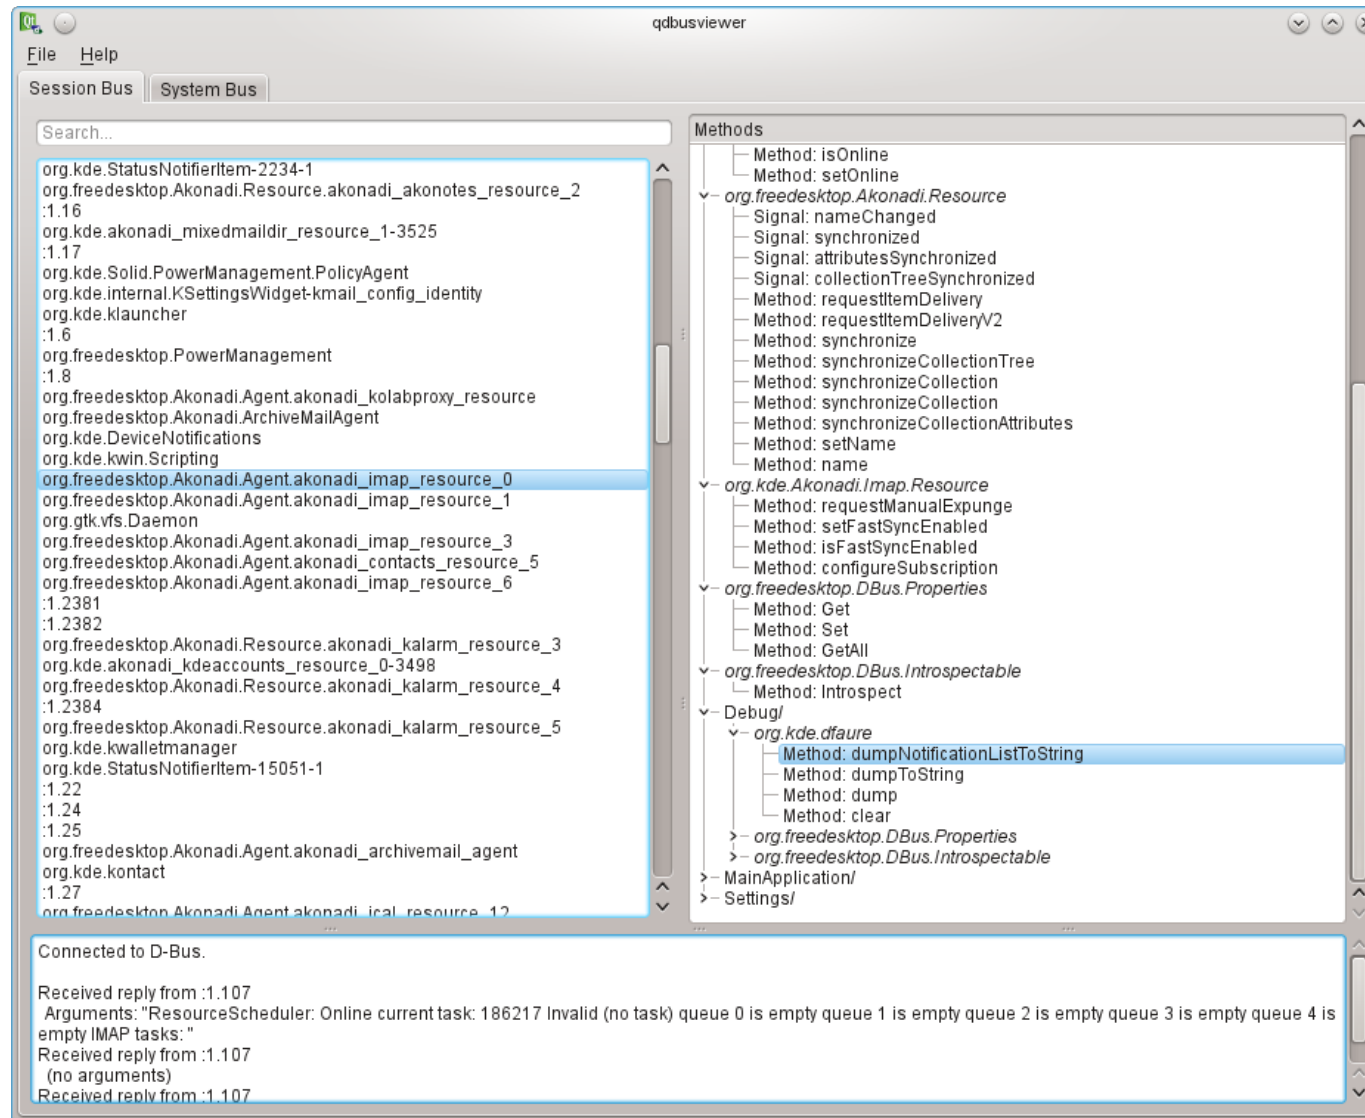 qdbusviewer
File Help
Session Bus System Bus
Search...
org.kde.StatusNotifierItem-2234-1
org.freedesktop.Akonadi.Resource.akonadi_akonotes_resource_2
:1.16
org.kde.akonadi_mixedmaildir_resource_1-3525
:1.17
org.kde.Solid.PowerManagement.PolicyAgent
org.kde.internal.KSettingsWidget-kmail_config_identity
org.kde.klauncher
:1.6
org.freedesktop.PowerManagement
:1.8
org.freedesktop.Akonadi.Agent.akonadi_kolabproxy_resource
org.freedesktop.Akonadi.ArchiveMailAgent
org.kde.DeviceNotifications
org.kde.kwin.Scripting
org.freedesktop.Akonadi.Agent.akonadi_imap_resource_0
org.freedesktop.Akonadi.Agent.akonadi_imap_resource_1
org.gtk.vfs.Daemon
org.freedesktop.Akonadi.Agent.akonadi_imap_resource_3
org.freedesktop.Akonadi.Agent.akonadi_contacts_resource_5
org.freedesktop.Akonadi.Agent.akonadi_imap_resource_6
:1.2381
:1.2382
org.freedesktop.Akonadi.Resource.akonadi_kalarm_resource_3
org.kde.akonadi_kdeaccounts_resource_0-3498
org.freedesktop.Akonadi.Resource.akonadi_kalarm_resource_4
:1.2384
org.freedesktop.Akonadi.Resource.akonadi_kalarm_resource_5
org.kde.kwalletmanager
org.kde.StatusNotifierItem-15051-1
:1.22
:1.24
:1.25
org.freedesktop.Akonadi.Agent.akonadi_archivemail_agent
org.kde.kontact
:1.27
org.freedesktop.Akonadi.Agent.akonadi_ical_resource_12
Methods
Method: isOnline
Method: setOnline
org.freedesktop.Akonadi.Resource
Signal: nameChanged
Signal: synchronized
Signal: attributesSynchronized
Signal: collectionTreeSynchronized
Method: requestItemDelivery
Method: requestItemDeliveryV2
Method: synchronize
Method: synchronizeCollectionTree
Method: synchronizeCollection
Method: synchronizeCollection
Method: synchronizeCollectionAttributes
Method: setName
Method: name
org.kde.Akonadi.Imap.Resource
Method: requestManualExpunge
Method: setFastSyncEnabled
Method: isFastSyncEnabled
Method: configureSubscription
org.freedesktop.DBus.Properties
Method: Get
Method: Set
Method: GetAll
org.freedesktop.DBus.Introspectable
Method: Introspect
Debug/
org.kde.dfaure
Method: dumpNotificationListToString
Method: dumpToString
Method: dump
Method: clear
org.freedesktop.DBus.Properties
org.freedesktop.DBus.Introspectable
MainApplication/
Settings/
Connected to D-Bus.
Received reply from :1.107
Arguments: "ResourceScheduler: Online current task: 186217 Invalid (no task) queue 0 is empty queue 1 is empty queue 2 is empty queue 3 is empty queue 4 is
empty IMAP tasks: "
Received reply from :1.107
(no arguments)
Received reply from :1.107